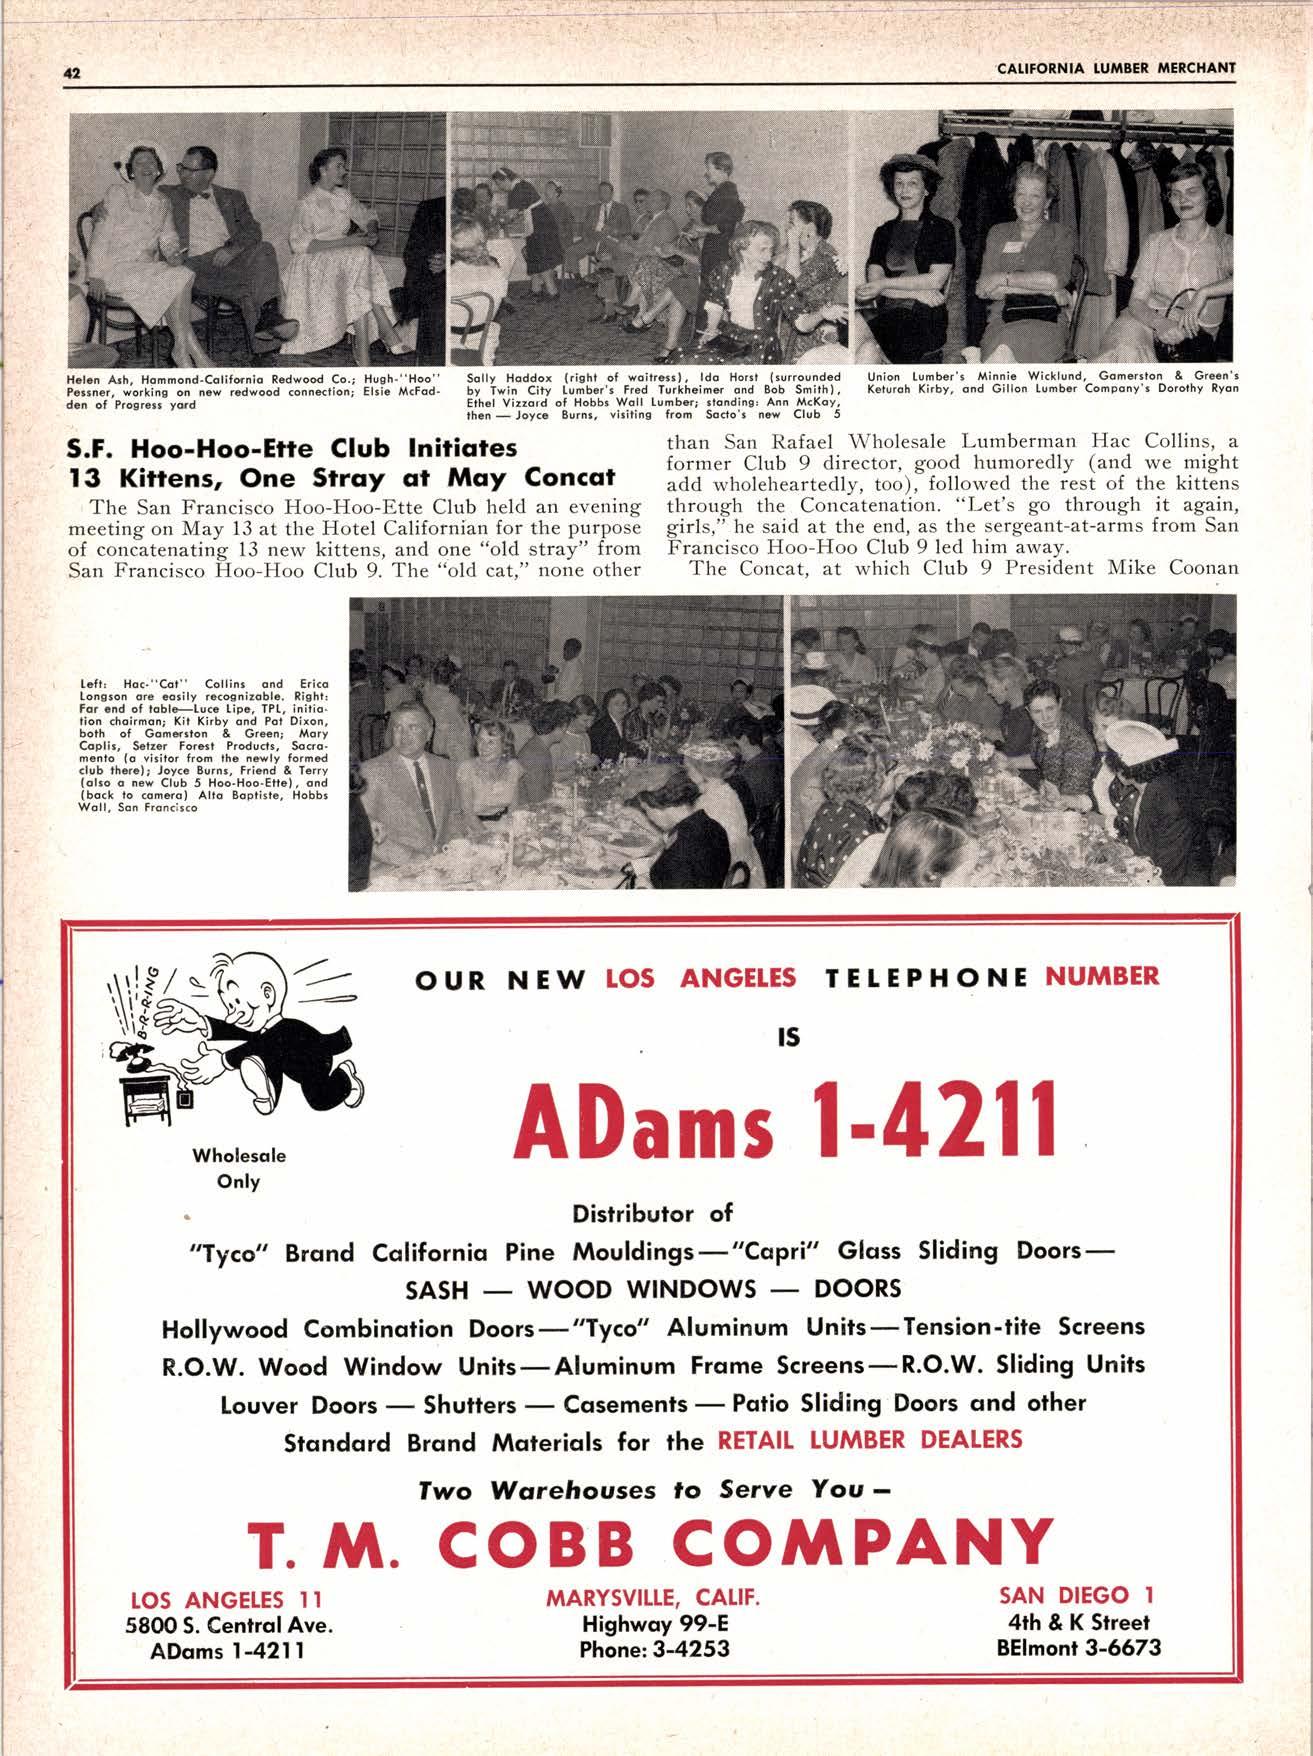 42
CALIFORNIA LUMBER MERCHANT
Helen Ash, Hammond-California Redwood Co.; Hugh-"Hoo"
Pessner, working on new redwood connection; Elsie McFad-
den of Progress yard
Sally Haddox (right of waitress), Ida Horst (surrounded
by Twin City Lumber's Fred Turkheimer and Bob Smith),
Ethel Vizzard of Hobbs Wall Lumber; standing: Ann McKay,
then — Joyce Burns, visiting from Sacto's new Club 5
Union Lumber's Minnie Wicklund, Gamerston & Green's
Keturah Kirby, and Gillon Lumber Company's Dorothy Ryan
S.F. Hoo-Hoo-Ette Club Initiates
13 Kittens, One Stray at May Concat
The San Francisco Hoo-Hoo-Ette Club held an evening
meeting on May 13 at the Hotel Californian for the purpose
of concatenating 13 new kittens, and one "old stray" from
San Francisco Hoo-Hoo Club 9. The "old cat," none other
than San Rafael Wholesale Lumberman Hac Collins, a
former Club 9 director, good humoredly (and we might
add wholeheartedly, too), followed the rest of the kittens
through the Concatenation. "Let's go through it again,
girls," he said at the end, as the sergeant-at-arms from San
Francisco Hoo-Hoo Club 9 led him away.
The Concat, at which Club 9 President Mike Coonan
Left: Hac-"Cat" Collins and Erica
Longson are easily recognizable. Right:
Far end of table—Luce Lipe, TPL, initia-
tion chairman; Kit Kirby and Pat Dixon,
both of Gamerston & Green; Mary
Caplis, Setzer Forest Products, Sacra-
mento (a visitor from the newly formed
club there); Joyce Burns, Friend & Terry
(also a new Club 5 Hoo-Hoo-Ette), and
(back to camera) Alta Baptiste, Hobbs
Wall, San Francisco
B-R-R-ING
OUR NEW LOS ANGELES TELEPHONE NUMBER
IS
ADams 1-4211
Wholesale
Only
Distributor of
"Tyco" Brand California Pine Mouldings—"Capri" Glass Sliding Doors—
SASH — WOOD WINDOWS — DOORS
Hollywood Combination Doors—"Tyco" Aluminum Units—Tension-tite Screens
R.O.W. Wood Window Units—Aluminum Frame Screens—R.O.W. Sliding Units
Louver Doors — Shutters — Casements — Patio Sliding Doors and other
Standard Brand Materials for the RETAIL LUMBER DEALERS
Two Warehouses to Serve You –
T. M. COBB COMPANY
LOS ANGELES 11
5800 S. Central Ave.
ADams 1-4211
MARYSVILLE, CALIF.
Highway 99-E
Phone: 3-4253
SAN DIEGO 1
4th & K Street
BElmont 3-6673